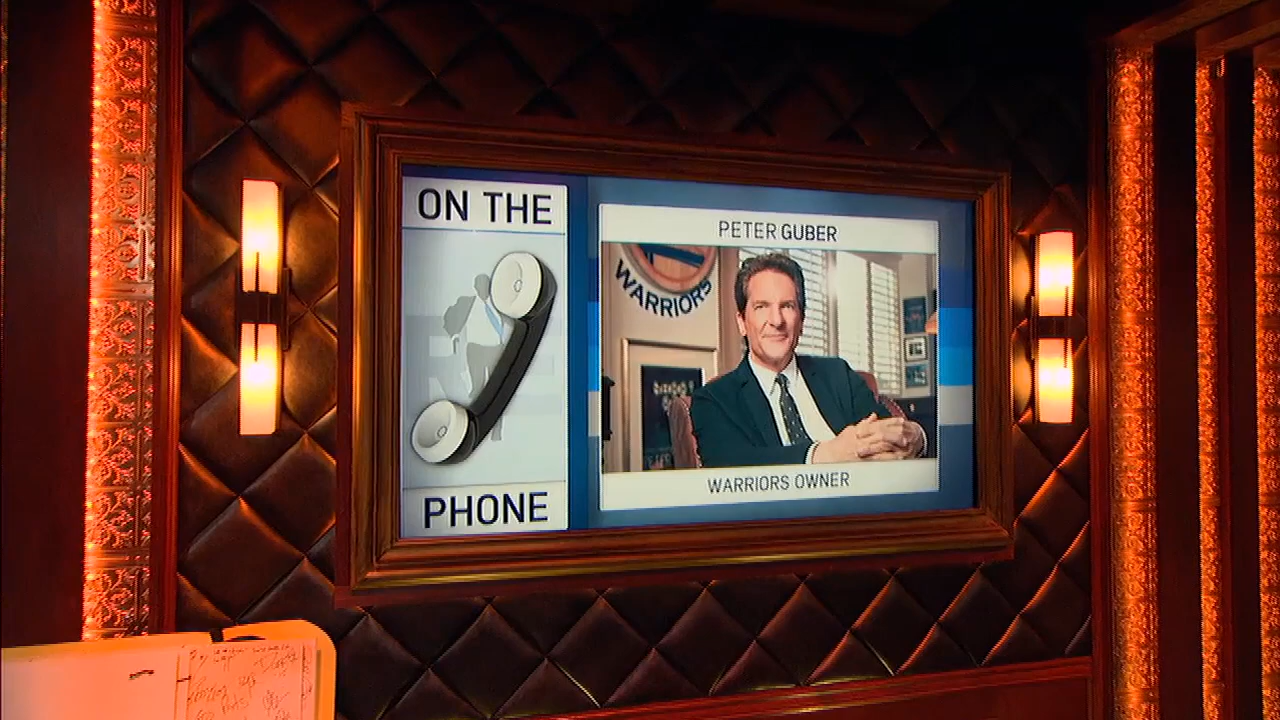 ON THE
PHONE
PETER GUBER
WARRIORS
WARRIORS OWNER